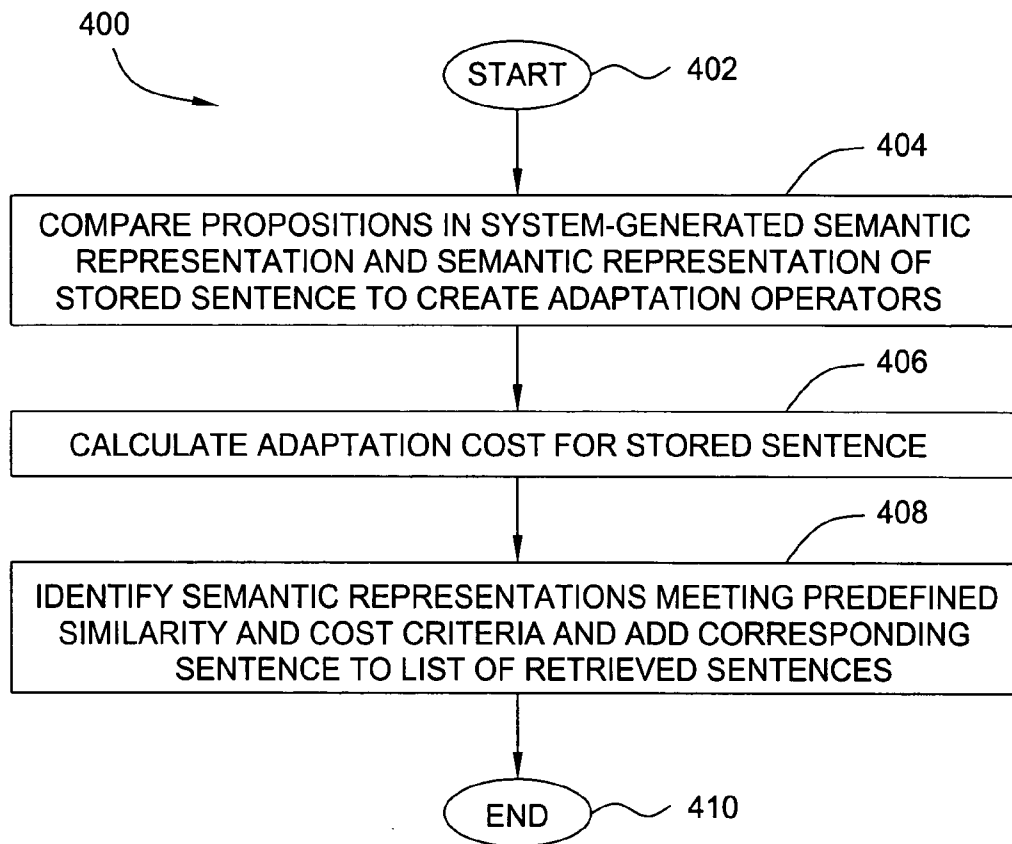 400
START
402
404
COMPARE PROPOSITIONS IN SYSTEM-GENERATED SEMANTIC
REPRESENTATION AND SEMANTIC REPRESENTATION OF
STORED SENTENCE TO CREATE ADAPTATION OPERATORS
406
CALCULATE ADAPTATION COST FOR STORED SENTENCE
408
IDENTIFY SEMANTIC REPRESENTATIONS MEETING PREDEFINED
SIMILARITY AND COST CRITERIA AND ADD CORRESPONDING
SENTENCE TO LIST OF RETRIEVED SENTENCES
END
410